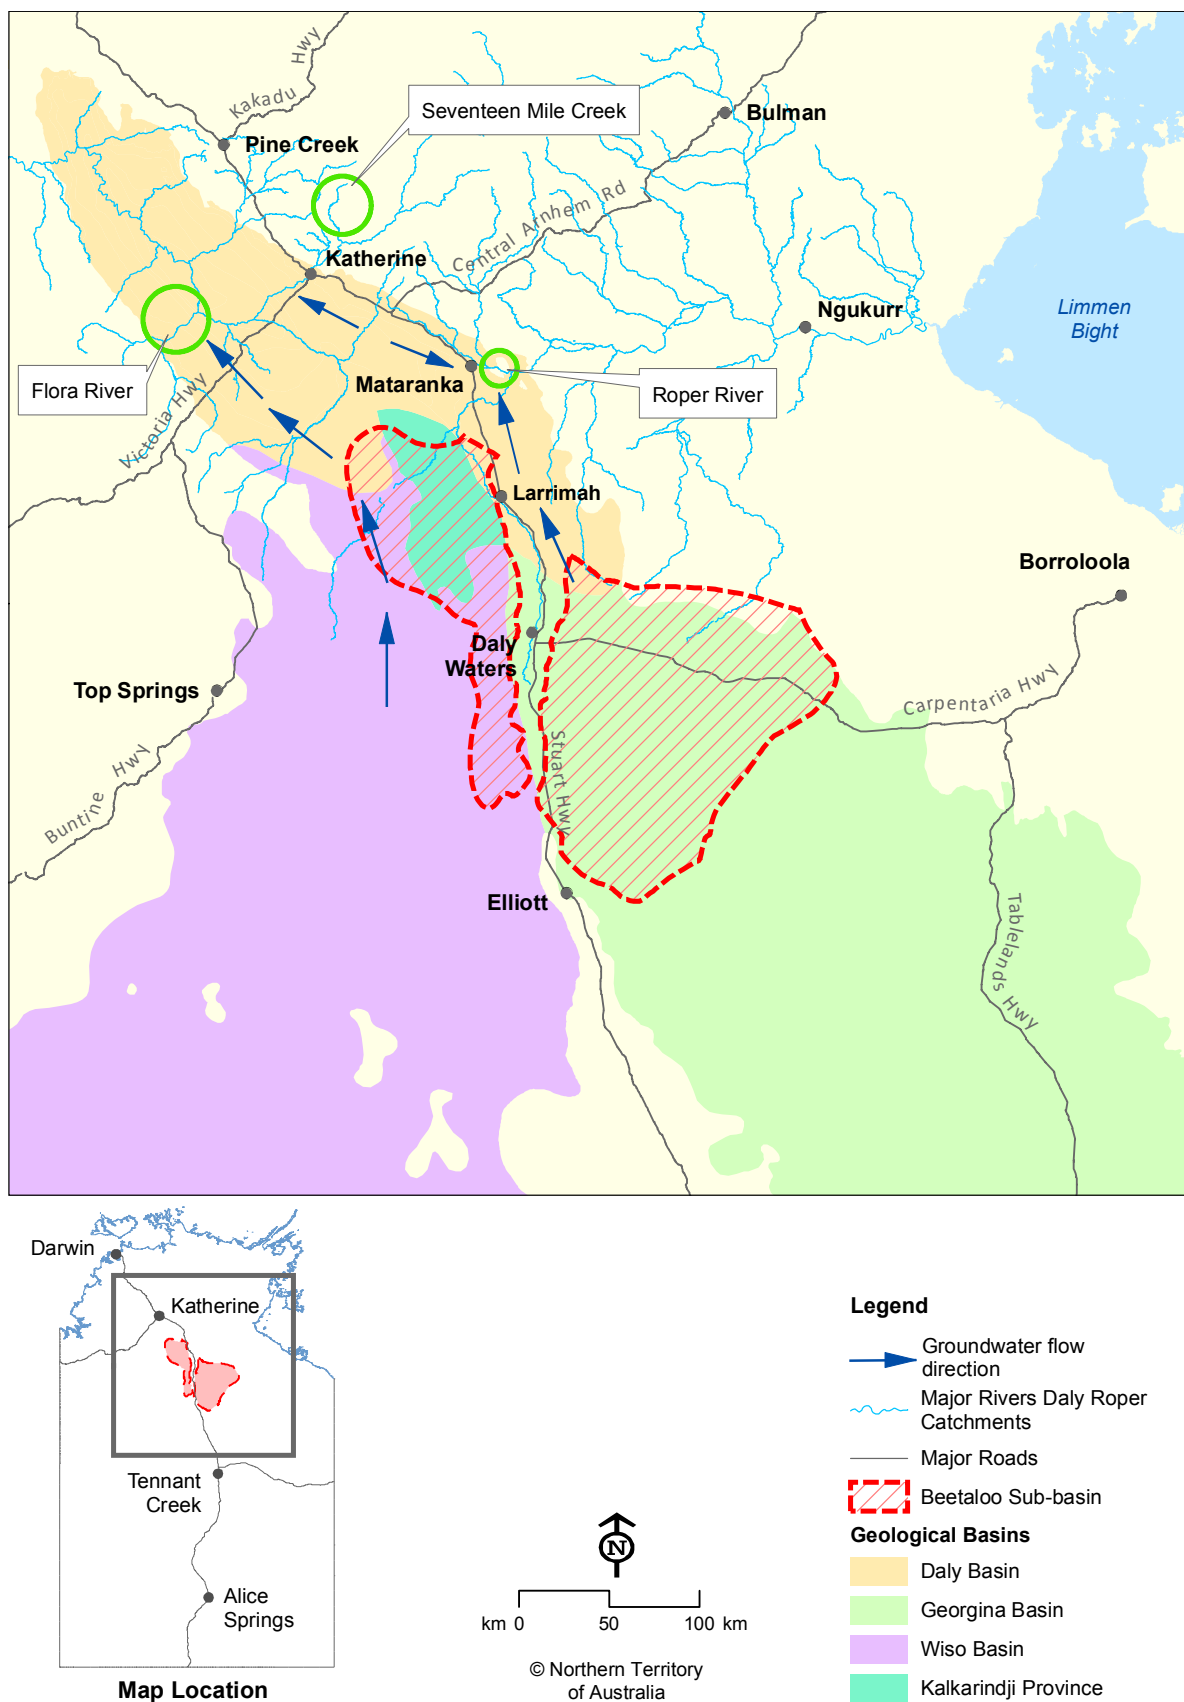 Kakadu Hwy
Seventeen Mile Creek
Bulman
Pine Creek
Central Arnhem Rd
Katherine
Limmen
Bight
Ngukurr
Flora River
Mataranka
Roper River
Victoria Hwy
Larrimah
Borroloola
Daly
Waters
Top Springs
Carpentaria Hwy
Stuart Hwy
Buntine Hwy
Elliott
Tablelands Hwy
Darwin
Katherine
Tennant
Creek
Alice
Springs
Map Location
N
km 0 50 100 km
© Northern Territory
of Australia
Legend
Groundwater flow
direction
Major Rivers Daly Roper
Catchments
Major Roads
Beetaloo Sub-basin
Geological Basins
Daly Basin
Georgina Basin
Wiso Basin
Kalkarindji Province